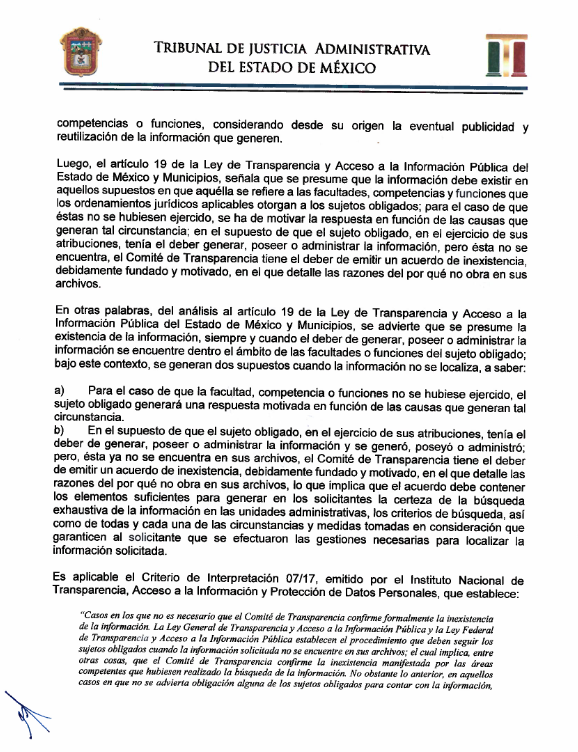 TRIBUNAL DE JUSTICIA ADMINISTRATIVA
DEL ESTADO DE MÉXICO
competencias o funciones, considerando desde su origen la eventual publicidad y
reutilización de la información que generen.
Luego, el artículo 19 de la Ley de Transparencia y Acceso a la Información Pública del
Estado de México y Municipios, señala que se presume que la información debe existir en
aquellos supuestos en que aquélla se refiere a las facultades, competencias y funciones que
los ordenamientos jurídicos aplicables otorgan a los sujetos obligados; para el caso de que
éstas no se hubiesen ejercido, se ha de motivar la respuesta en función de las causas que
generan tal circunstancia; en el supuesto de que el sujeto obligado, en el ejercicio de sus
atribuciones, tenía el deber generar, poseer o administrar la información, pero ésta no se
encuentra, el Comité de Transparencia tiene el deber de emitir un acuerdo de inexistencia,
debidamente fundado y motivado, en el que detalle las razones del por qué no obra en sus
archivos.
En otras palabras, del análisis al artículo 19 de la Ley de Transparencia y Acceso a la
Información Pública del Estado de México y Municipios, se advierte que se presume la
existencia de la información, siempre y cuando el deber de generar, poseer o administrar la
información se encuentre dentro el ámbito de las facultades o funciones del sujeto obligado;
bajo este contexto, se generan dos supuestos cuando la información no se localiza, a saber:
a) Para el caso de que la facultad, competencia o funciones no se hubiese ejercido, el
sujeto obligado generará una respuesta motivada en función de las causas que generan tal
circunstancia.
b) En el supuesto de que el sujeto obligado, en el ejercicio de sus atribuciones, tenía el
deber de generar, poseer o administrar la información y se generó, poseyó o administró;
pero, ésta ya no se encuentra en sus archivos, el Comité de Transparencia tiene el deber
de emitir un acuerdo de inexistencia, debidamente fundado y motivado, en el que detalle las
razones del por qué no obra en sus archivos, lo que implica que el acuerdo debe contener
los elementos suficientes para generar en los solicitantes la certeza de la búsqueda
exhaustiva de la información en las unidades administrativas, los criterios de búsqueda, así
como de todas y cada una de las circunstancias y medidas tomadas en consideración que
garanticen al solicitante que se efectuaron las gestiones necesarias para localizar la
información solicitada.
Es aplicable el Criterio de Interpretación 07/17, emitido por el Instituto Nacional de
Transparencia, Acceso a la Información y Protección de Datos Personales, que establece:
"Casos en los que no es necesario que el Comité de Transparencia confirme formalmente la inexistencia
de la información. La Ley General de Transparencia y Acceso a la Información Pública y la Ley Federal
de Transparencia y Acceso a la Información Pública establecen el procedimiento que deben seguir los
sujetos obligados cuando la información solicitada no se encuentre en sus archivos; el cual implica, entre
otras cosas, que el Comité de Transparencia confirme la inexistencia manifestada por las áreas
competentes que hubiesen realizado la búsqueda de la información. No obstante lo anterior, en aquellos
casos en que no se advierta obligación alguna de los sujetos obligados para contar con la información,